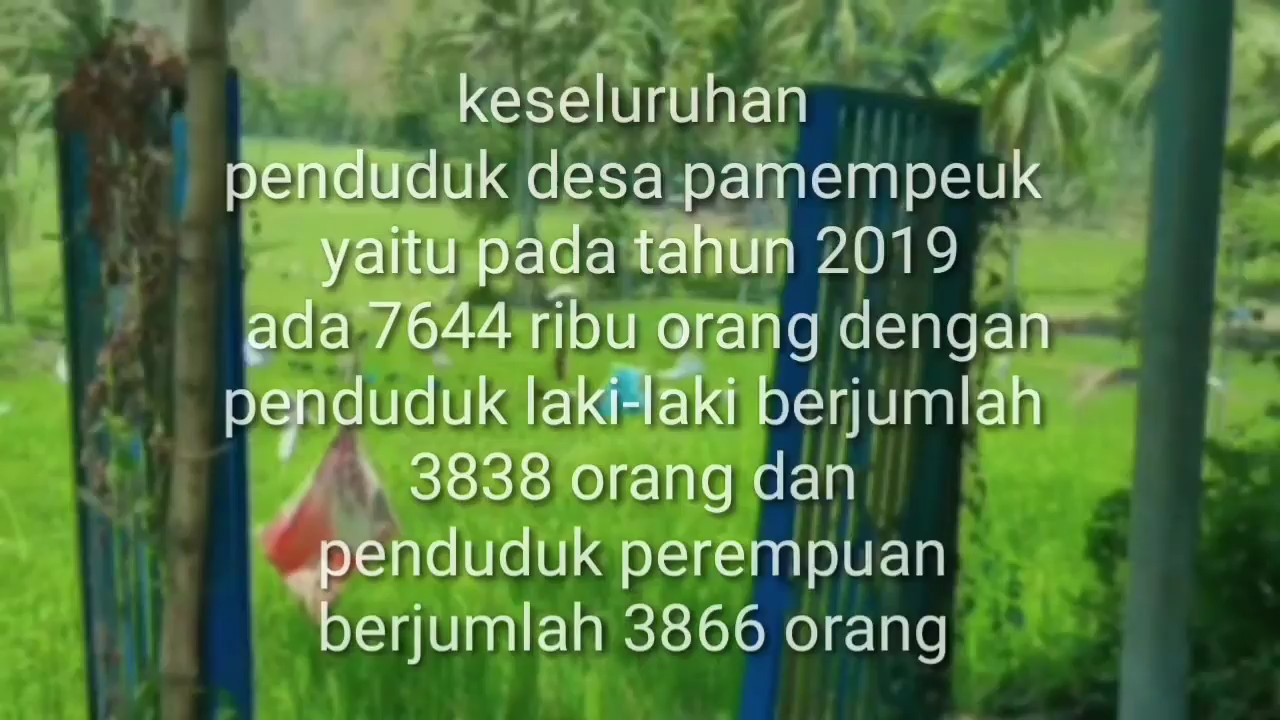 keseluruhan
penduduk desa pamempeuk
yaitu pada tahun 2019
ada 7644 ribu orang dengan
penduduk laki-laki berjumlah
3838 orang dan
penduduk perempuan
berjumlah 3866 orang